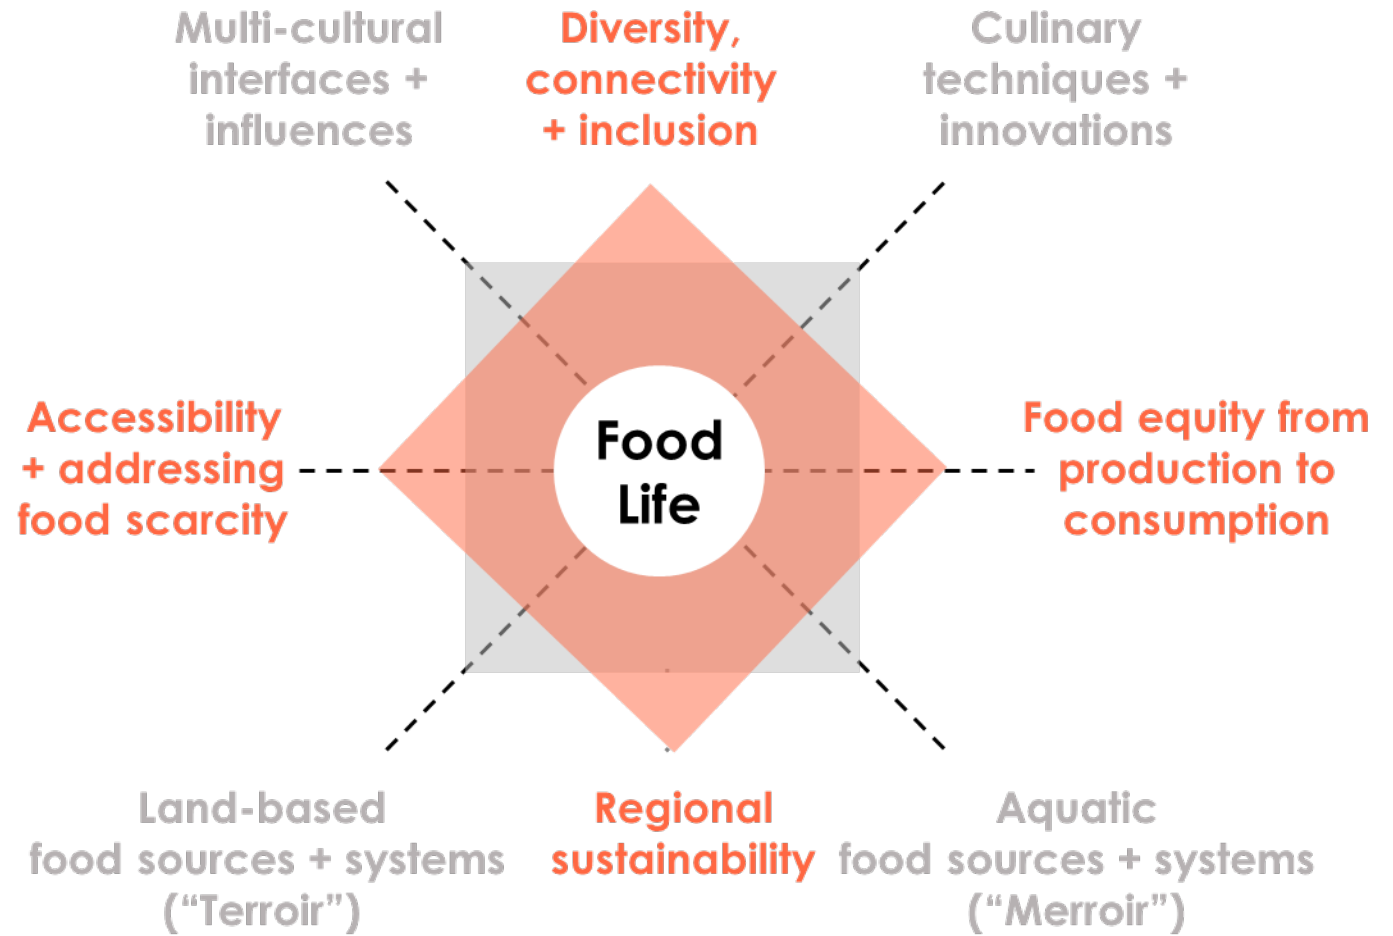 Multi-cultural
interfaces +
influences
Diversity,
connectivity
+ inclusion
Culinary
techniques +
innovations
Accessibility
+ addressing
food scarcity
Food
Life
Food equity from
production to
consumption
Land-based
food sources + systems
(“Terroir”)
Regional
sustainability
Aquatic
food sources + systems
(“Merroir”)